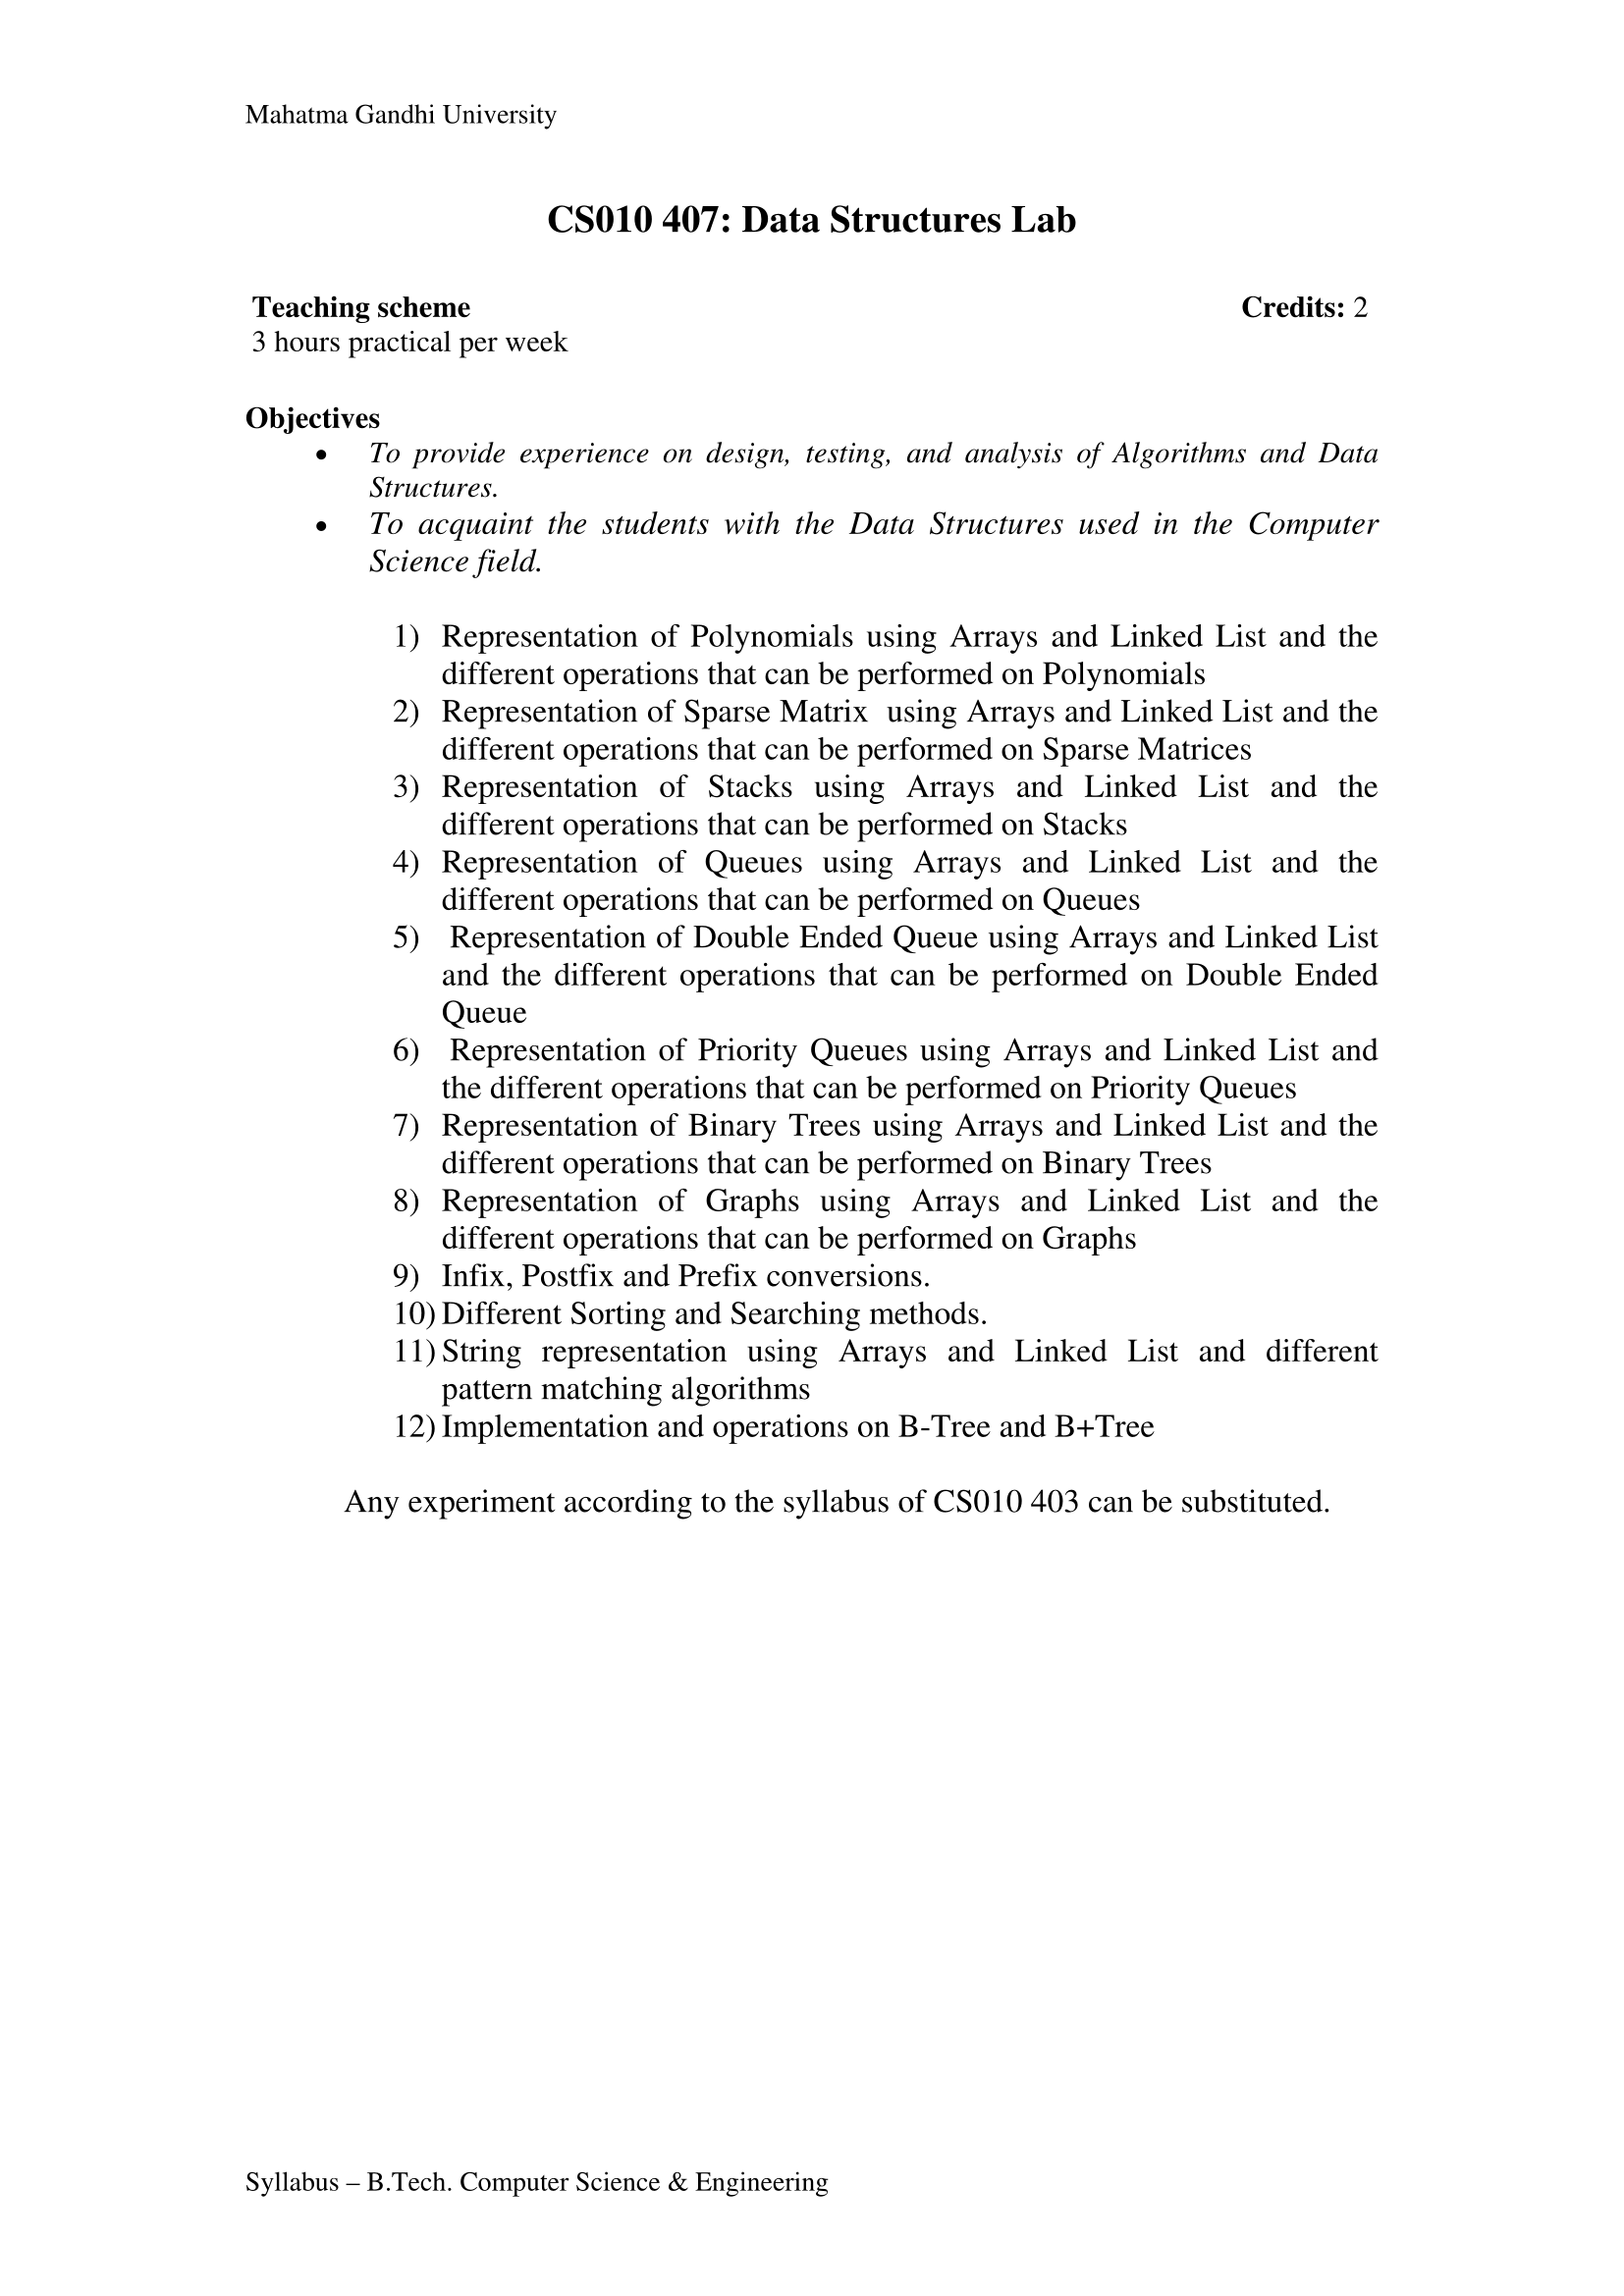 Mahatma Gandhi University
CS010 407: Data Structures Lab
Teaching scheme Credits: 2
3 hours practical per week
Objectives
• To provide experience on design, testing, and analysis of Algorithms and Data
Structures.
• To acquaint the students with the Data Structures used in the Computer
Science field.
1) Representation of Polynomials using Arrays and Linked List and the
different operations that can be performed on Polynomials
2) Representation of Sparse Matrix using Arrays and Linked List and the
different operations that can be performed on Sparse Matrices
3) Representation of Stacks using Arrays and Linked List and the
different operations that can be performed on Stacks
4) Representation of Queues using Arrays and Linked List and the
different operations that can be performed on Queues
5) Representation of Double Ended Queue using Arrays and Linked List
and the different operations that can be performed on Double Ended
Queue
6) Representation of Priority Queues using Arrays and Linked List and
the different operations that can be performed on Priority Queues
7) Representation of Binary Trees using Arrays and Linked List and the
different operations that can be performed on Binary Trees
8) Representation of Graphs using Arrays and Linked List and the
different operations that can be performed on Graphs
9) Infix, Postfix and Prefix conversions.
10) Different Sorting and Searching methods.
11) String representation using Arrays and Linked List and different
pattern matching algorithms
12) Implementation and operations on B-Tree and B+Tree
Any experiment according to the syllabus of CS010 403 can be substituted.
Syllabus – B.Tech. Computer Science & Engineering